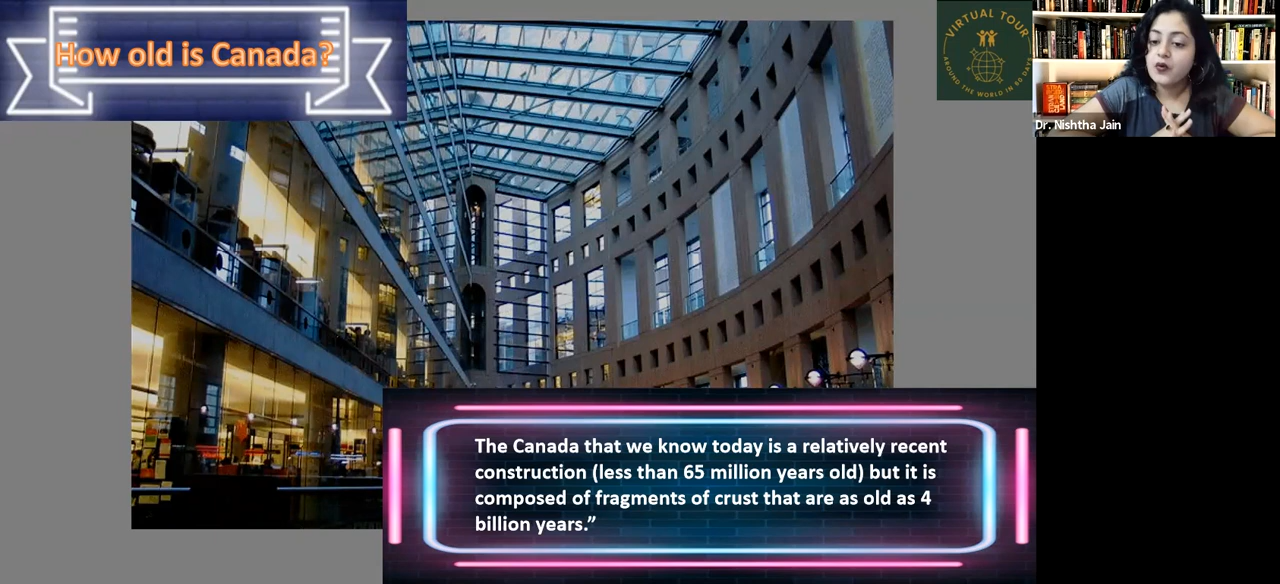 How old is Canada?
VIRTUAL TOUR
AROUND THE WORLD IN 80 DAYS
Dr. Nishtha Jain
The Canada that we know today is a relatively recent
construction (less than 65 million years old) but it is
composed of fragments of crust that are as old as 4
billion years.”